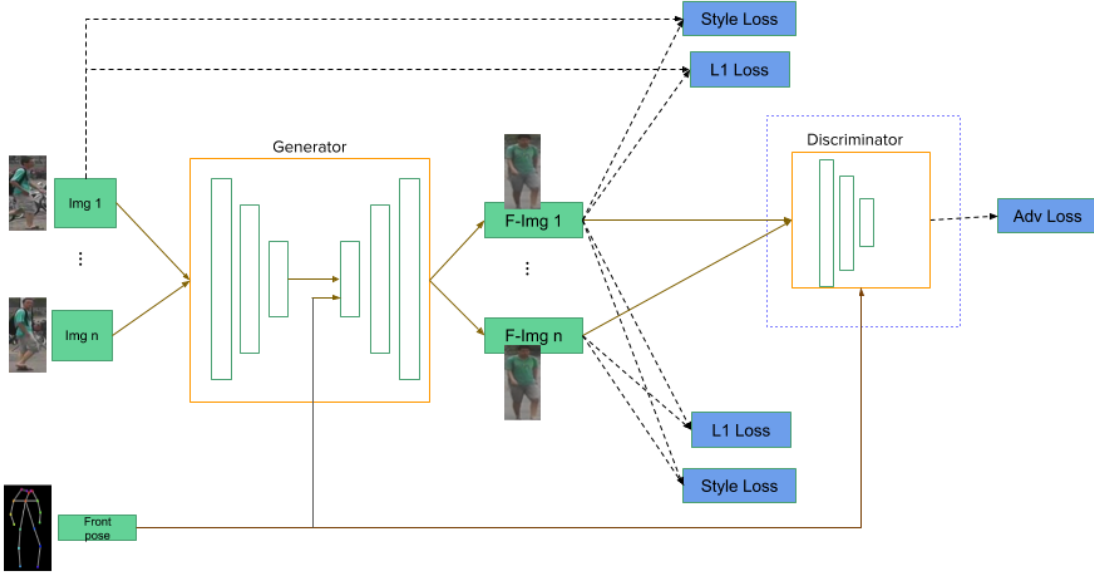 Style Loss
L1 Loss
Generator
Discriminator
Img 1
F-Img 1
Adv Loss
...
...
Img n
F-Img n
L1 Loss
Style Loss
Front
pose